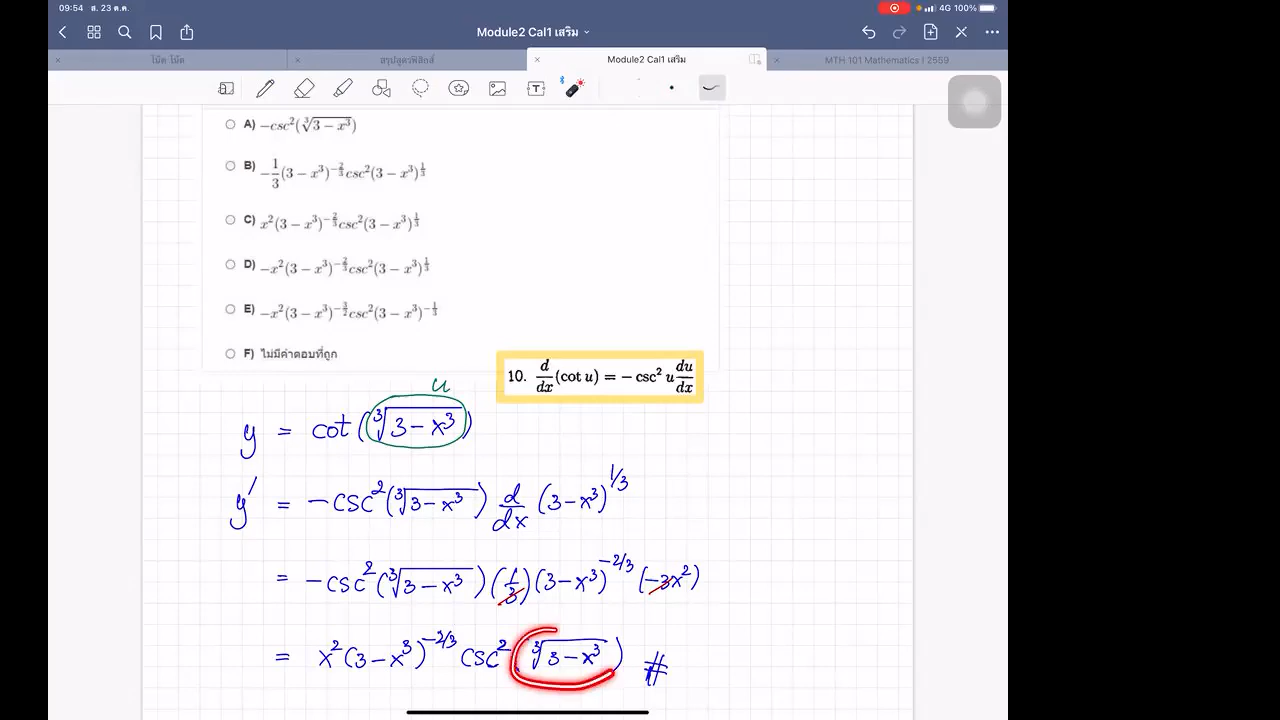 09:54 ส. 23 ต.ค. 4G 100%
Module2 Cal1 เสริม
โน้ต โน้ต สรุปสูตรฟิสิกส์ Module2 Cal1 เสริม MTH 101 Mathematics I 2559
A) −csc²(∛(3 − x³))
B) −1/3(3 − x³)^(−2/3) csc²(3 − x³)^(1/3)
C) x²(3 − x³)^(−2/3) csc²(3 − x³)^(1/3)
D) −x²(3 − x³)^(−2/3) csc²(3 − x³)^(1/3)
E) −x²(3 − x³)^(−3/2) csc²(3 − x³)^(−1/3)
F) ไม่มีคำตอบที่ถูก
10. d/dx (cot u) = − csc² u du/dx
u
y = cot(∛(3 − x³))
y′ = −csc²(∛(3 − x³)) d/dx (3 − x³)^(1/3)
= −csc²(∛(3 − x³)) (1/3) (3 − x³)^(−2/3) (−3x²)
= x²(3 − x³)^(−2/3) csc²(∛(3 − x³)) #